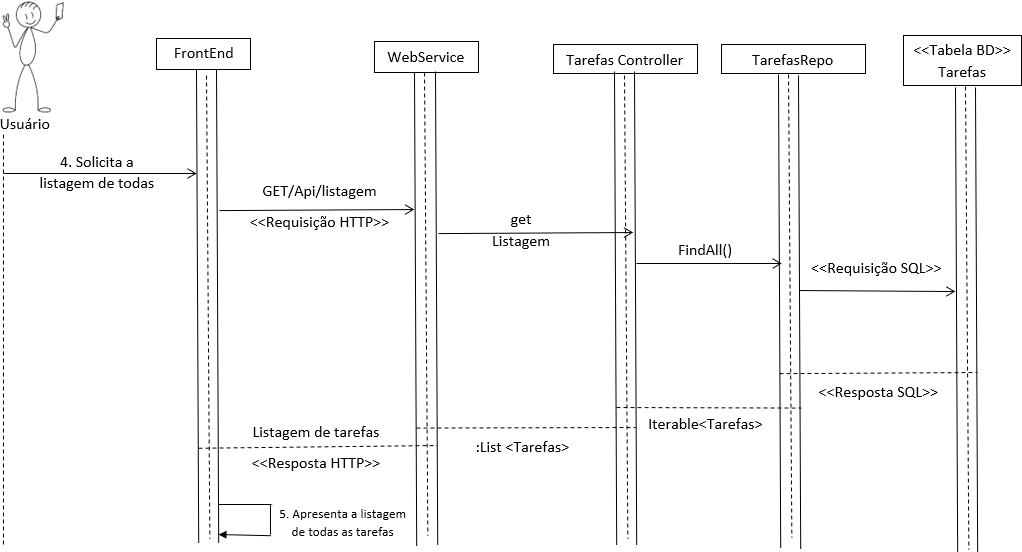 FrontEnd
WebService
Tarefas Controller
TarefasRepo
<<Tabela BD>>
Tarefas
Usuário
4. Solicita a
listagem de todas
GET/Api/listagem
<<Requisição HTTP>>
get
Listagem
FindAll()
<<Requisição SQL>>
<<Resposta SQL>>
Iterable<Tarefas>
:List <Tarefas>
Listagem de tarefas
<<Resposta HTTP>>
5. Apresenta a listagem
de todas as tarefas